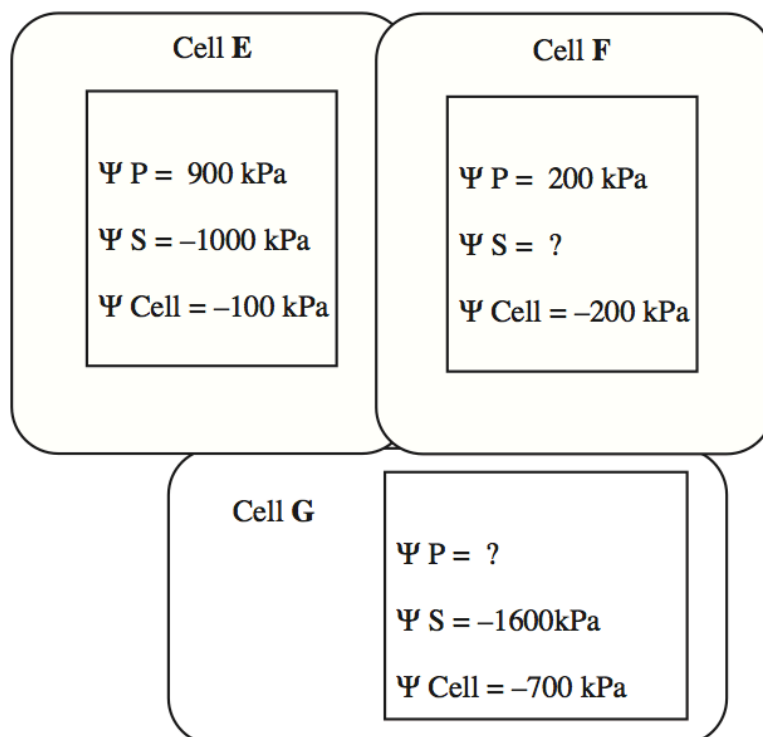 Cell E
Ψ P = 900 kPa
Ψ S = –1000 kPa
Ψ Cell = –100 kPa
Cell F
Ψ P = 200 kPa
Ψ S = ?
Ψ Cell = –200 kPa
Cell G
Ψ P = ?
Ψ S = –1600kPa
Ψ Cell = –700 kPa